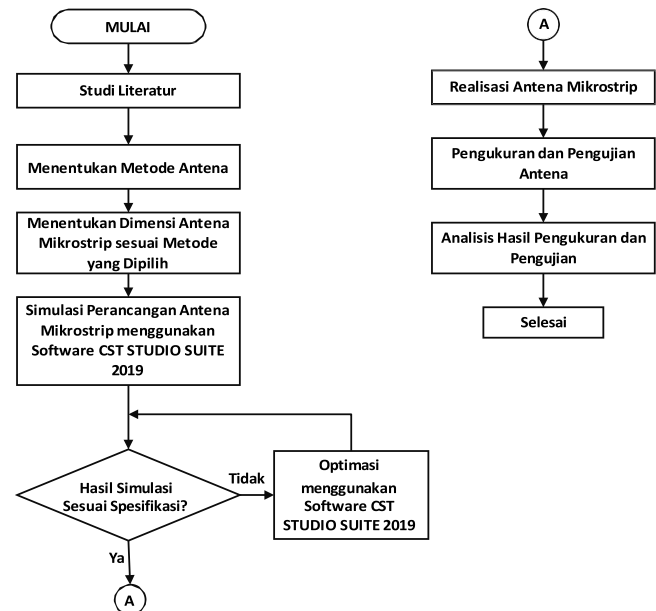 MULAI
Studi Literatur
Menentukan Metode Antena
Menentukan Dimensi Antena
Mikrostrip sesuai Metode
yang Dipilih
Simulasi Perancangan Antena
Mikrostrip menggunakan
Software CST STUDIO SUITE
2019
Hasil Simulasi
Sesuai Spesifikasi?
Tidak
Optimasi
menggunakan
Software CST
STUDIO SUITE 2019
Ya
A
A
Realisasi Antena Mikrostrip
Pengukuran dan Pengujian
Antena
Analisis Hasil Pengukuran dan
Pengujian
Selesai